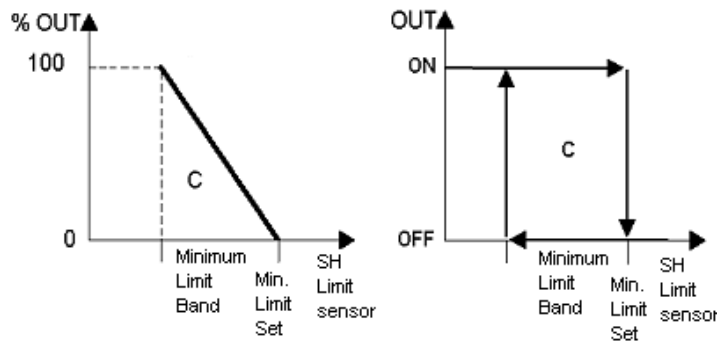 % OUT
100
C
0
Minimum
Limit
Band
Min.
Limit
Set
SH
Limit
sensor
OUT
ON
C
OFF
Minimum
Limit
Band
Min.
Limit
Set
SH
Limit
sensor